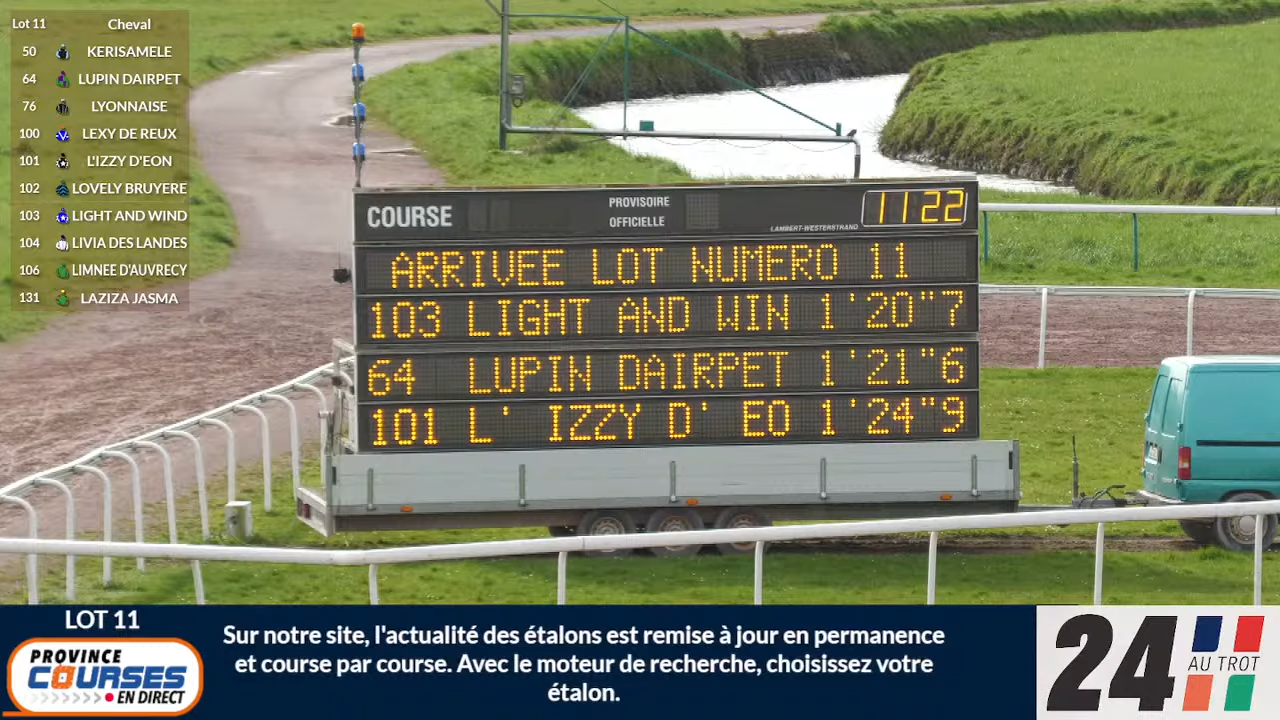 Lot 11 Cheval
50 KERISAMELE
64 LUPIN DAIRPET
76 LYONNAISE
100 LEXY DE REUX
101 L'IZZY D'EON
102 LOVELY BRUYERE
103 LIGHT AND WIND
104 LIVIA DES LANDES
106 LIMNEE D'AUVRECY
131 LAZIZA JASMA
COURSE
PROVISOIRE
OFFICIELLE
LAMBERT-WESTERSTRAND
1122
ARRIVEE LOT NUMERO 11
103 LIGHT AND WIN 1'20"7
64 LUPIN DAIRPET 1'21"6
101 L' IZZY D' EO 1'24"9
LOT 11
PROVINCE
COURSES
EN DIRECT
Sur notre site, l'actualité des étalons est remise à jour en permanence
et course par course. Avec le moteur de recherche, choisissez votre
étalon.
24
AU TROT